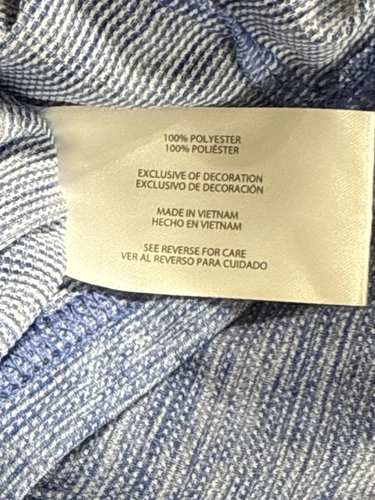 100% POLYESTER
100% POLIÉSTER
EXCLUSIVE OF DECORATION
EXCLUSIVO DE DECORACIÓN
MADE IN VIETNAM
HECHO EN VIETNAM
SEE REVERSE FOR CARE
VER AL REVERSO PARA CUIDADO